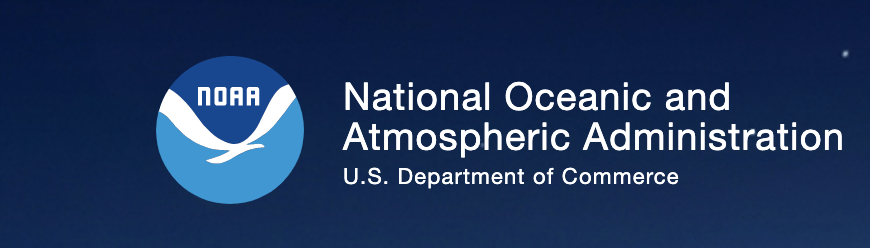 NOAA
National Oceanic and
Atmospheric Administration
U.S. Department of Commerce